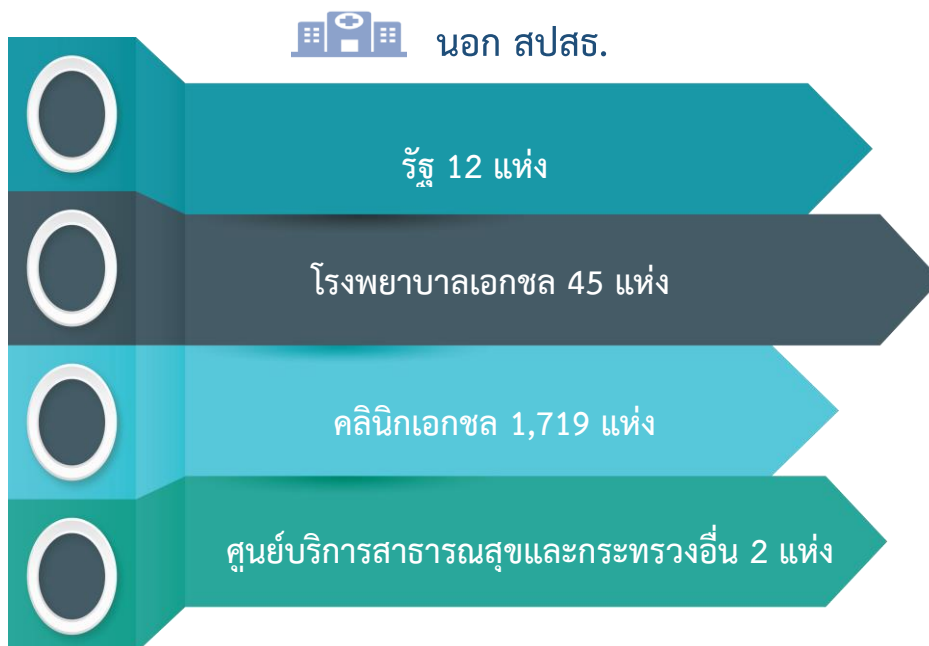 นอก สปสธ.
รัฐ 12 แห่ง
โรงพยาบาลเอกชล 45 แห่ง
คลินิกเอกชล 1,719 แห่ง
ศูนย์บริการสาธารณสุขและกระทรวงอื่น 2 แห่ง